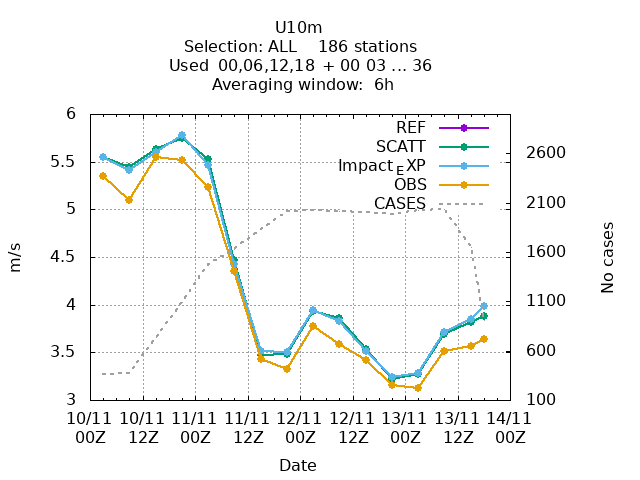 U10m
Selection: ALL 186 stations
Used 00,06,12,18 + 00 03 ... 36
Averaging window: 6h
REF
SCATT
Impact_EXP
OBS
CASES
6
5.5
5
4.5
4
3.5
3
m/s
2600
2100
1600
1100
600
100
No cases
10/11 10/11 11/11 11/11 12/11 12/11 13/11 13/11 14/11
00Z 12Z 00Z 12Z 00Z 12Z 00Z 12Z 00Z
Date